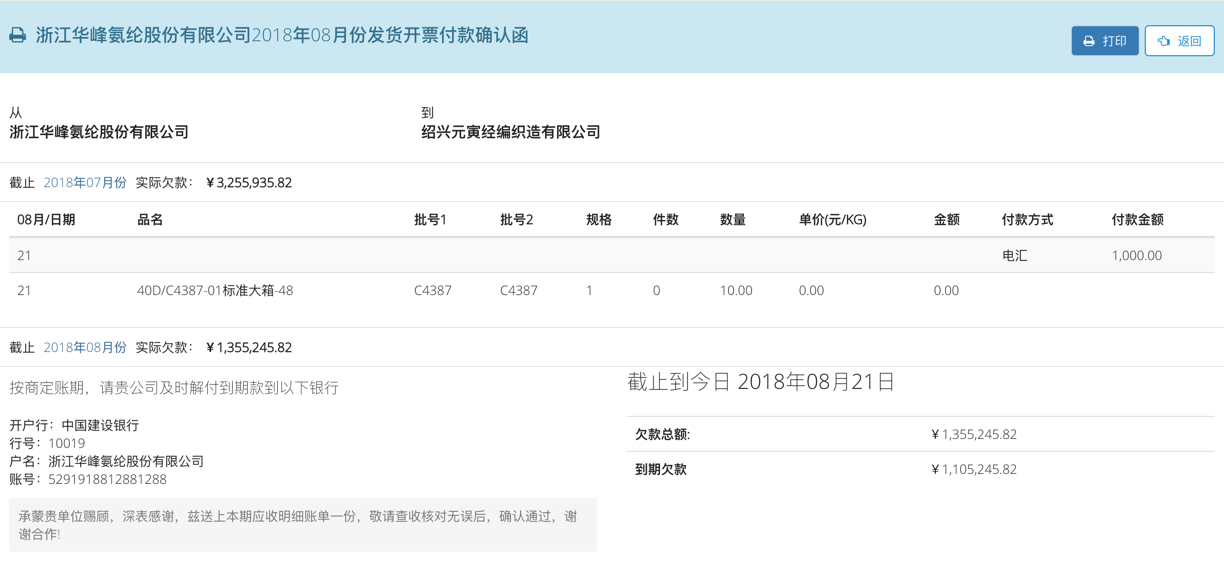 浙江华峰氨纶股份有限公司2018年08月份发货开票付款确认函
打印 返回
从 到
浙江华峰氨纶股份有限公司 绍兴元寅经编织造有限公司
截止 2018年07月份 实际欠款： ¥3,255,935.82
08月/日期 品名 批号1 批号2 规格 件数 数量 单价(元/KG) 金额 付款方式 付款金额
21 电汇 1,000.00
21 40D/C4387-01标准大箱-48 C4387 C4387 1 0 10.00 0.00 0.00
截止 2018年08月份 实际欠款： ¥1,355,245.82
按商定账期，请贵公司及时解付到期款到以下银行
开户行：中国建设银行
行号：10019
户名：浙江华峰氨纶股份有限公司
账号：5291918812881288
承蒙贵单位赐顾，深表感谢，兹送上本期应收明细账单一份，敬请查收核对无误后，确认通过，谢
谢合作!
截止到今日 2018年08月21日
欠款总额: ¥1,355,245.82
到期欠款 ¥1,105,245.82